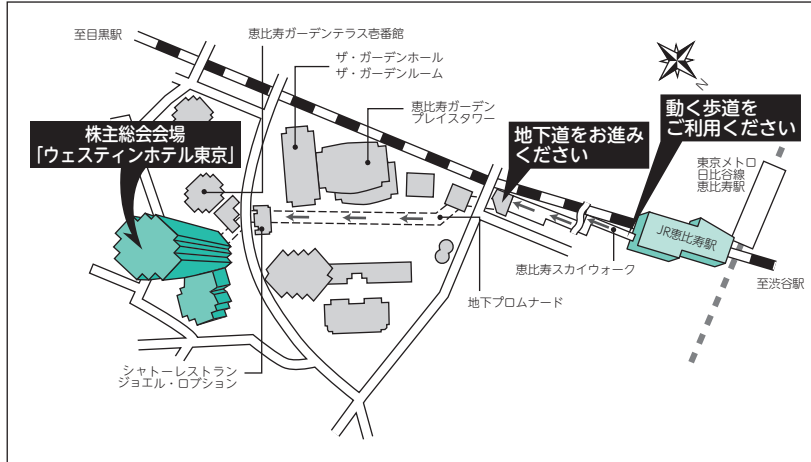 至目黒駅
恵比寿ガーデンテラス壱番館
ザ・ガーデンホール
ザ・ガーデンルーム
恵比寿ガーデン
プレイスタワー
株主総会会場
「ウェスティンホテル東京」
地下道をお進み
ください
動く歩道を
ご利用ください
N
東京メトロ
日比谷線
恵比寿駅
JR恵比寿駅
恵比寿スカイウォーク
至渋谷駅
地下プロムナード
シャトーレストラン
ジョエル・ロブション